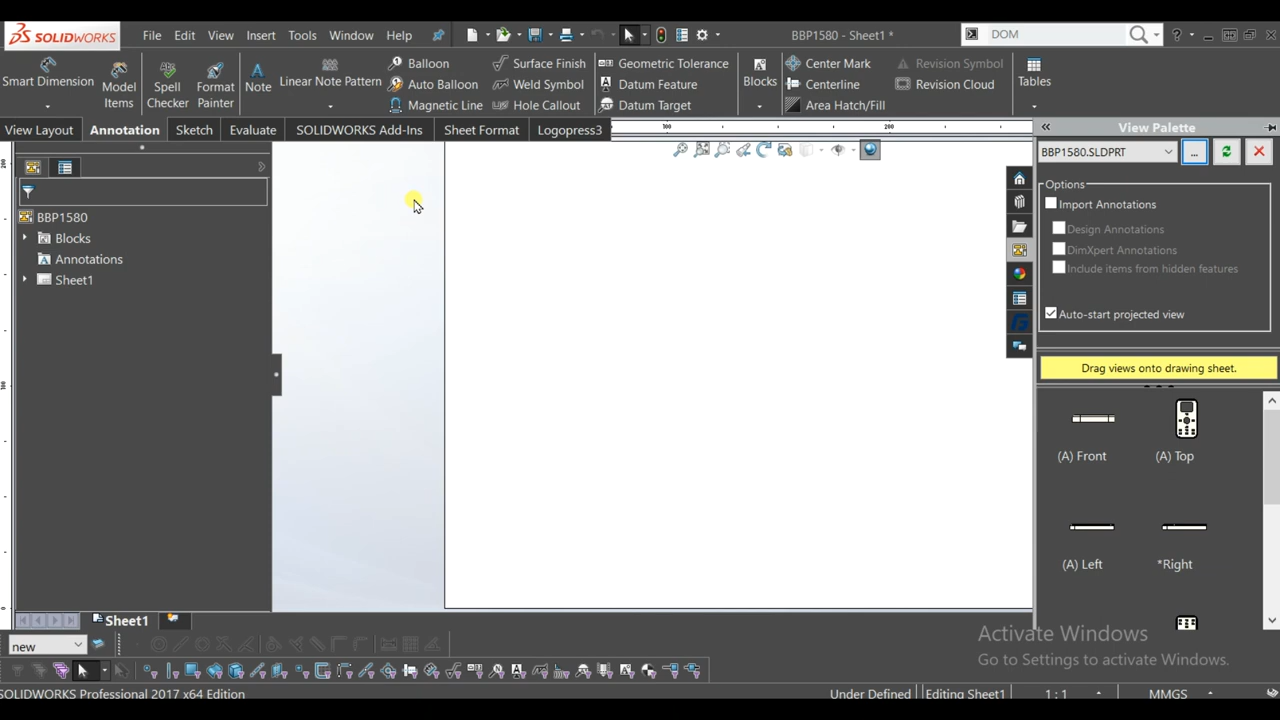 SOLIDWORKS File Edit View Insert Tools Window Help BBP1580 - Sheet1 * DOM
Smart Dimension Model Items Spell Checker Format Painter Note Linear Note Pattern Balloon Auto Balloon Magnetic Line Surface Finish Weld Symbol Hole Callout Geometric Tolerance Datum Feature Datum Target Blocks Center Mark Centerline Area Hatch/Fill Revision Symbol Revision Cloud Tables
View Layout Annotation Sketch Evaluate SOLIDWORKS Add-Ins Sheet Format Logopress3
100 200
View Palette
BBP1580.SLDPRT ...
Options
Import Annotations
Design Annotations
DimXpert Annotations
Include items from hidden features
Auto-start projected view
Drag views onto drawing sheet.
(A) Front (A) Top
(A) Left *Right
BBP1580
Blocks
Annotations
Sheet1
200
100
0
Sheet1
new
Activate Windows
Go to Settings to activate Windows.
SOLIDWORKS Professional 2017 x64 Edition Under Defined Editing Sheet1 1 : 1 MMGS